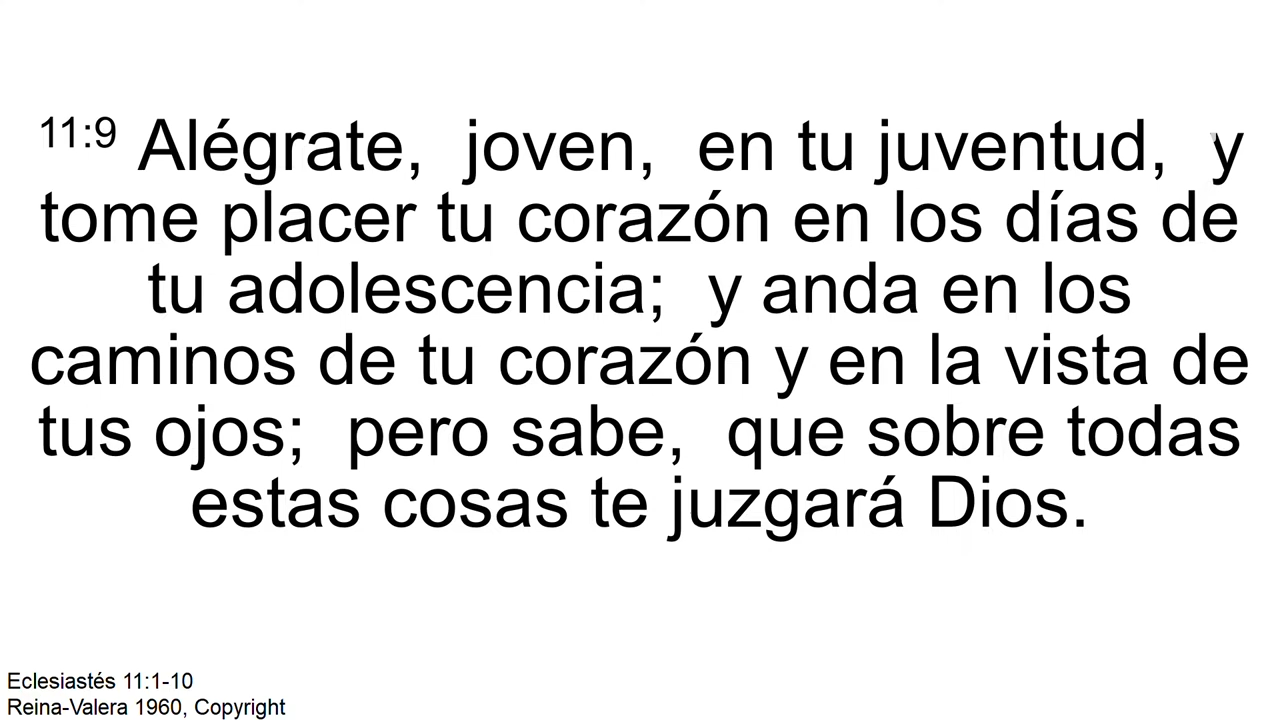 11:9 Alégrate, joven, en tu juventud, y
tome placer tu corazón en los días de
tu adolescencia; y anda en los
caminos de tu corazón y en la vista de
tus ojos; pero sabe, que sobre todas
estas cosas te juzgará Dios.
Eclesiastés 11:1-10
Reina-Valera 1960, Copyright